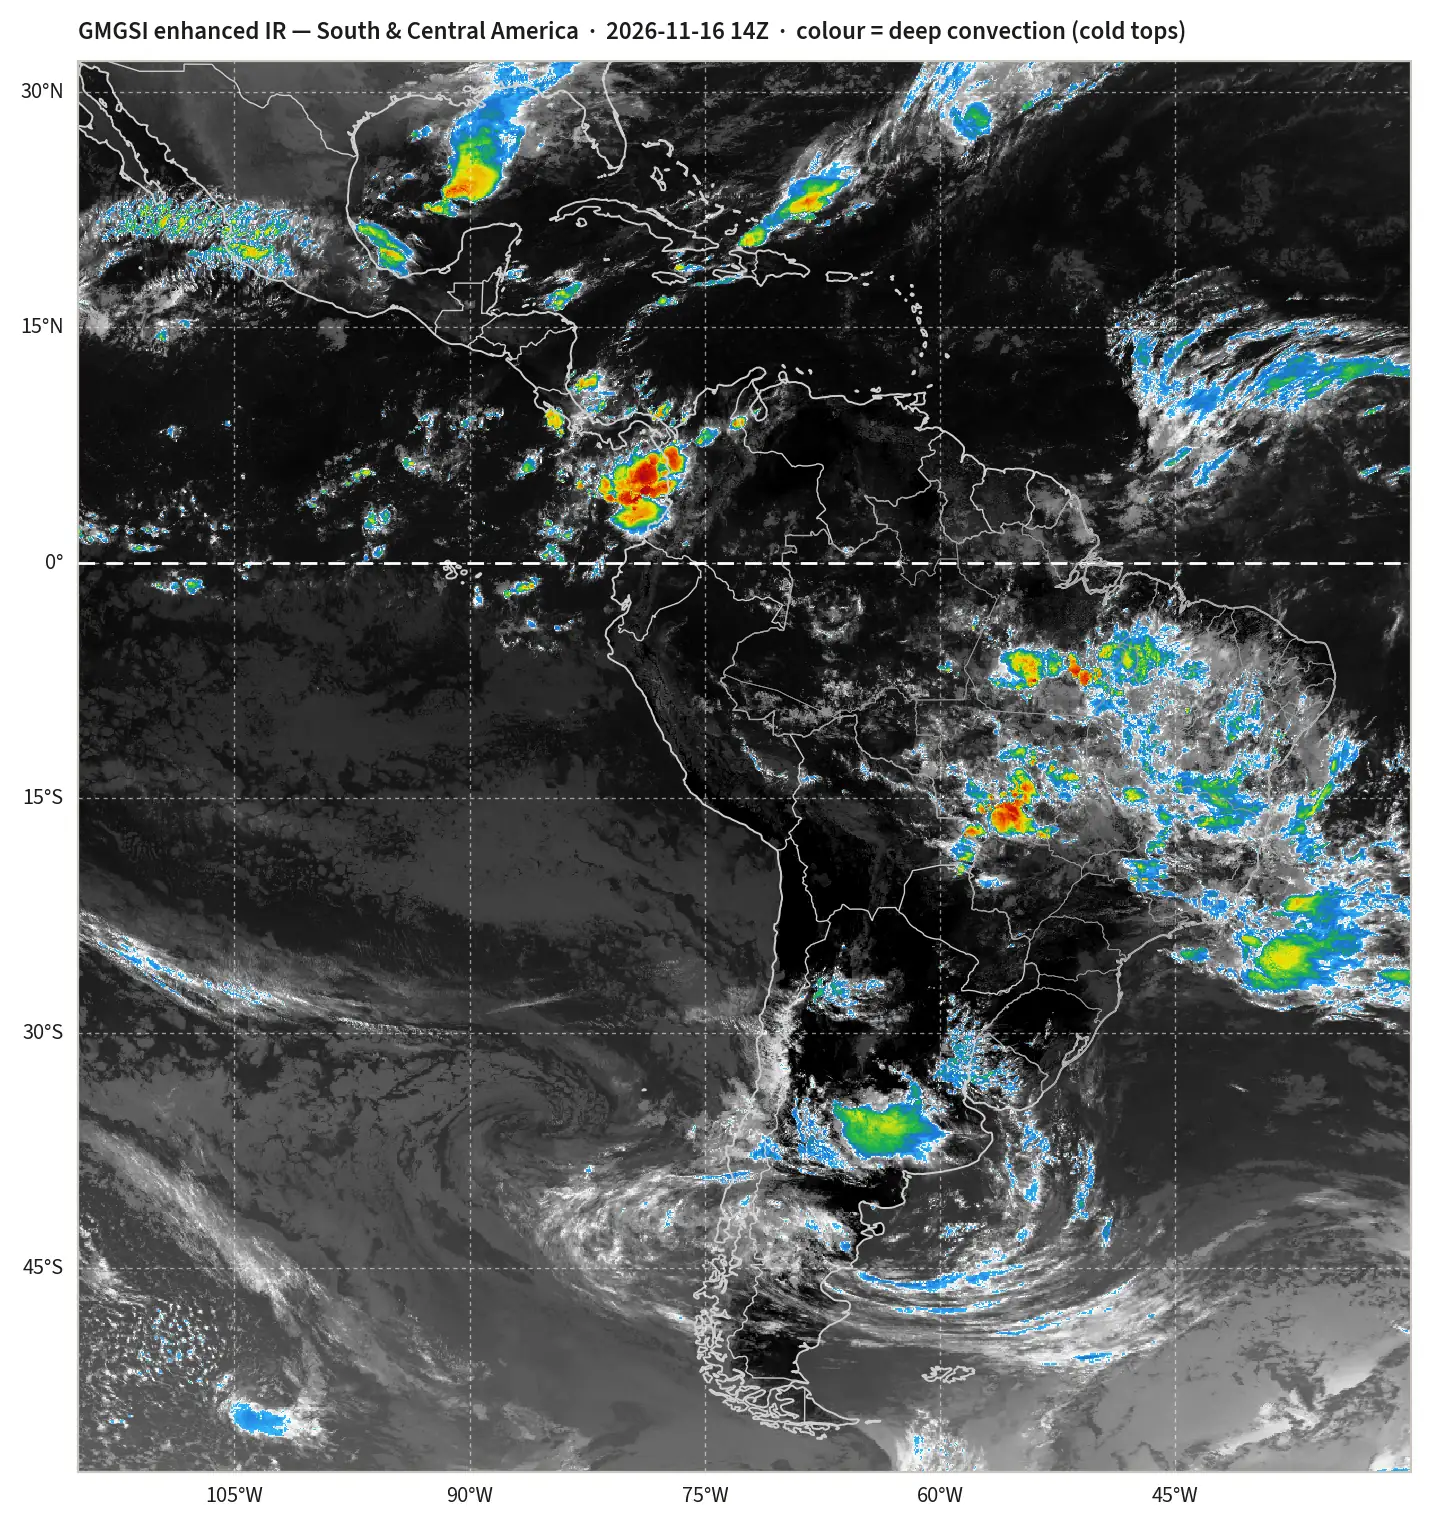 GMGSI enhanced IR — South & Central America · 2026-11-16 14Z · colour = deep convection (cold tops)
30°N
15°N
0°
15°S
30°S
45°S
105°W
90°W
75°W
60°W
45°W